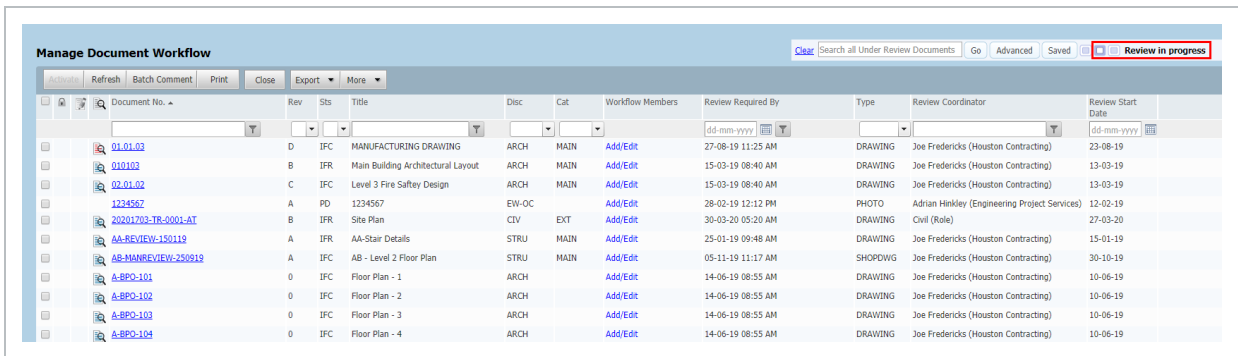 Manage Document Workflow
Clear Search all Under Review Documents Go Advanced Saved Review in progress
Activate Refresh Batch Comment Print Close Export More
Document No. Rev Sts Title Disc Cat Workflow Members Review Required By Type Review Coordinator Review Start
Date
dd-mm-yyyy dd-mm-yyyy
01.01.03 D IFC MANUFACTURING DRAWING ARCH MAIN Add/Edit 27-08-19 11:25 AM DRAWING Joe Fredericks (Houston Contracting) 23-08-19
010103 B IFR Main Building Architectural Layout ARCH MAIN Add/Edit 15-03-19 08:40 AM DRAWING Joe Fredericks (Houston Contracting) 13-03-19
02.01.02 C IFC Level 3 Fire Saftey Design ARCH MAIN Add/Edit 15-03-19 08:40 AM DRAWING Joe Fredericks (Houston Contracting) 13-03-19
1234567 A PD 1234567 EW-OC Add/Edit 28-02-19 12:12 PM PHOTO Adrian Hinkley (Engineering Project Services) 12-02-19
20201703-TR-0001-AT B IFR Site Plan CIV EXT Add/Edit 30-03-20 05:20 AM DRAWING Civil (Role) 27-03-20
AA-REVIEW-150119 A IFR AA-Stair Details STRU MAIN Add/Edit 25-01-19 09:48 AM DRAWING Joe Fredericks (Houston Contracting) 15-01-19
AB-MANREVIEW-250919 A IFC AB - Level 2 Floor Plan STRU MAIN Add/Edit 05-11-19 11:17 AM SHOPDWG Joe Fredericks (Houston Contracting) 30-10-19
A-BPO-101 0 IFC Floor Plan - 1 ARCH Add/Edit 14-06-19 08:55 AM DRAWING Joe Fredericks (Houston Contracting) 10-06-19
A-BPO-102 0 IFC Floor Plan - 2 ARCH Add/Edit 14-06-19 08:55 AM DRAWING Joe Fredericks (Houston Contracting) 10-06-19
A-BPO-103 0 IFC Floor Plan - 3 ARCH Add/Edit 14-06-19 08:55 AM DRAWING Joe Fredericks (Houston Contracting) 10-06-19
A-BPO-104 0 IFC Floor Plan - 4 ARCH Add/Edit 14-06-19 08:55 AM DRAWING Joe Fredericks (Houston Contracting) 10-06-19